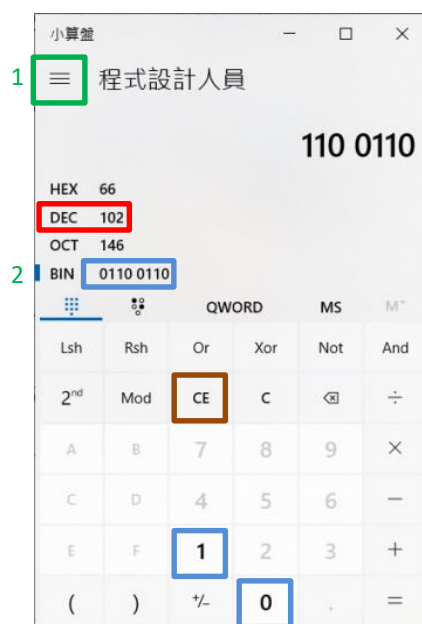 小算盤
1 程式設計人員
110 0110
HEX 66
DEC 102
OCT 146
2 BIN 0110 0110
QWORD MS M
Lsh Rsh Or Xor Not And
2nd Mod CE C ÷
A B 7 8 9 ×
C D 4 5 6 −
E F 1 2 3 +
( ) +/− 0 . =